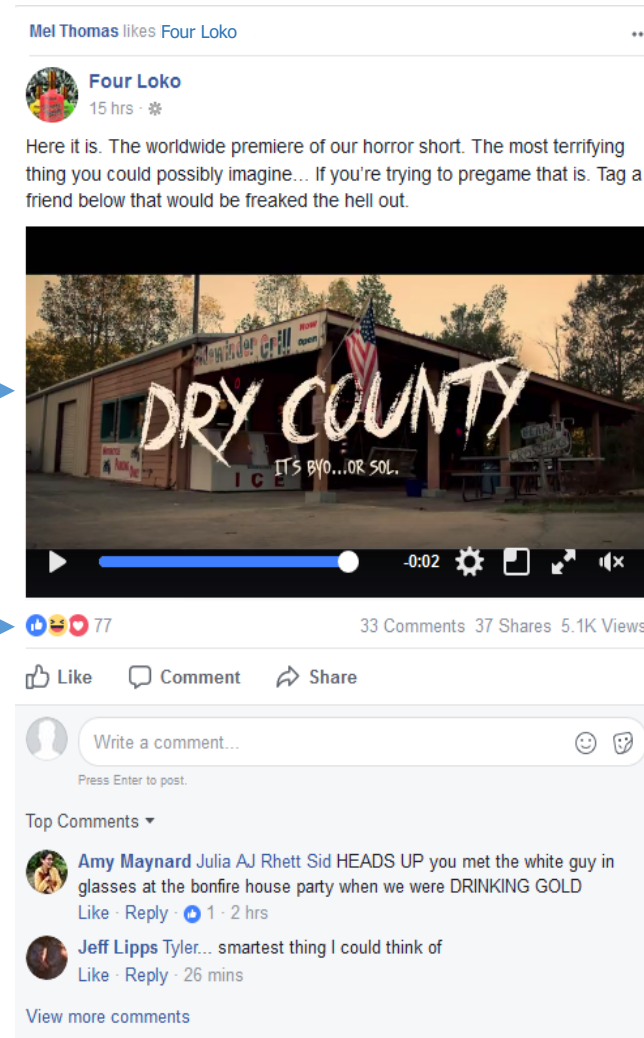 Mel Thomas likes Four Loko
Four Loko
15 hrs ·
Here it is. The worldwide premiere of our horror short. The most terrifying
thing you could possibly imagine… If you're trying to pregame that is. Tag a
friend below that would be freaked the hell out.
Sidewinder Grill
Now
Open
DRY COUNTY
IT'S BYO...OR SOL.
MOTORCYCLE
PARKING
ONLY
ICE
-0:02
77
33 Comments 37 Shares 5.1K Views
Like Comment Share
Write a comment...
Press Enter to post.
Top Comments
Amy Maynard Julia AJ Rhett Sid HEADS UP you met the white guy in
glasses at the bonfire house party when we were DRINKING GOLD
Like · Reply · 1 · 2 hrs
Jeff Lipps Tyler... smartest thing I could think of
Like · Reply · 26 mins
View more comments